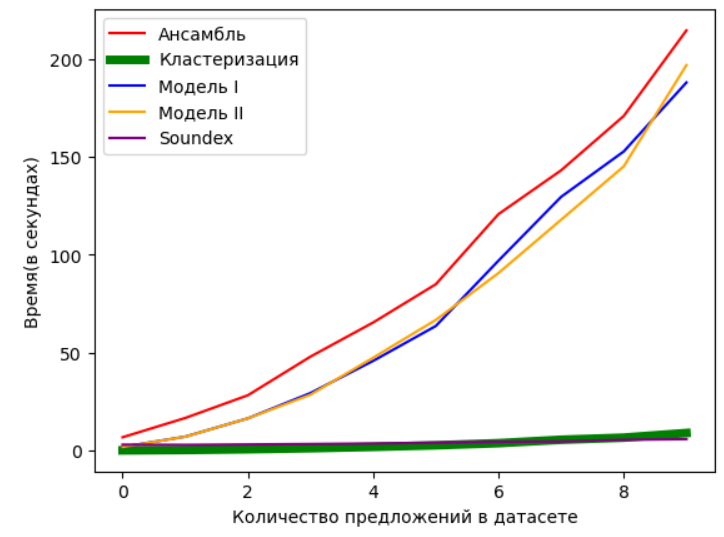 Ансамбль
Кластеризация
Модель I
Модель II
Soundex
200
150
100
50
0
Время(в секундах)
0 2 4 6 8
Количество предложений в датасете